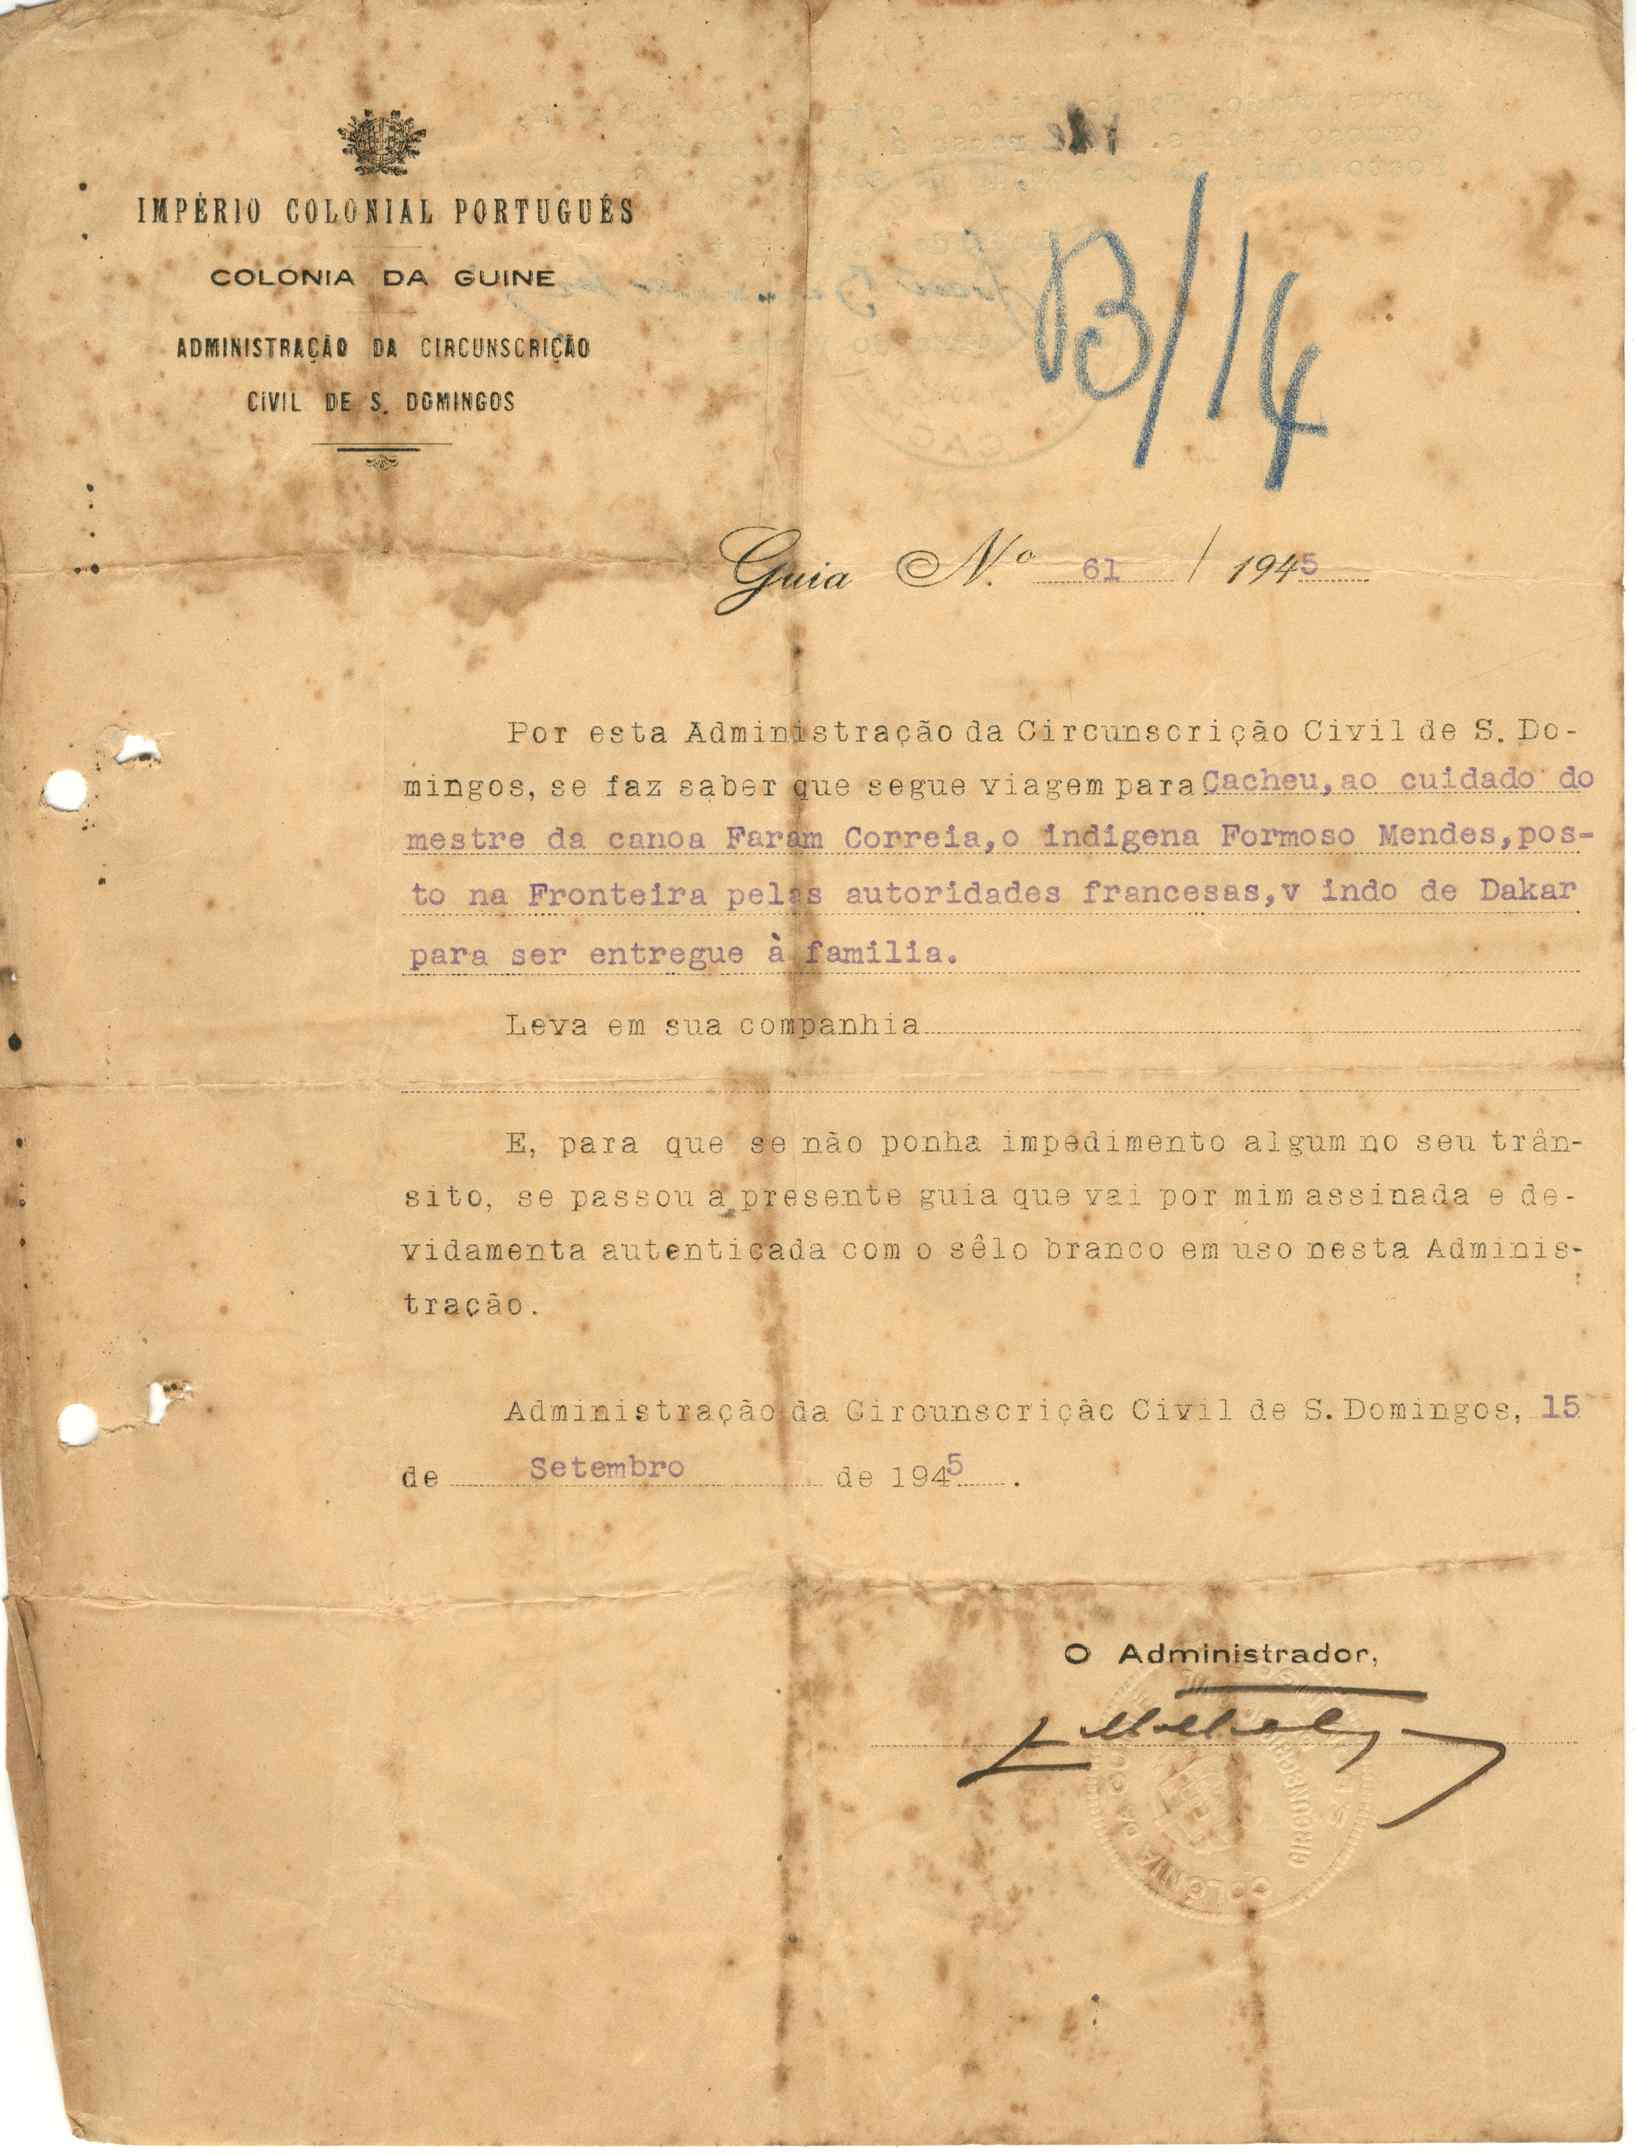 IMPÉRIO COLONIAL PORTUGUÊS
COLÓNIA DA GUINE
ADMINISTRAÇÃO DA CIRCUNSCRIÇÃO
CIVIL DE S. DOMINGOS
B/14
Guia N.º 61 / 1945
Por esta Administração da Circunscrição Civil de S. Do-
mingos, se faz saber que segue viagem para Cacheu, ao cuidado do
mestre da canoa Faram Correia, o indigena Formoso Mendes, pos-
to na Fronteira pelas autoridades francesas, v indo de Dakar
para ser entregue à familia.
Leva em sua companhia
E, para que se não ponha impedimento algum no seu trân-
sito, se passou a presente guia que vai por mim assinada e de-
vidamenta autenticada com o sêlo branco em uso nesta Adminis-
tração.
Administração da Circunscrição Civil de S. Domingos, 15
de Setembro de 1945.
O Administrador,
COLÓNIA DA